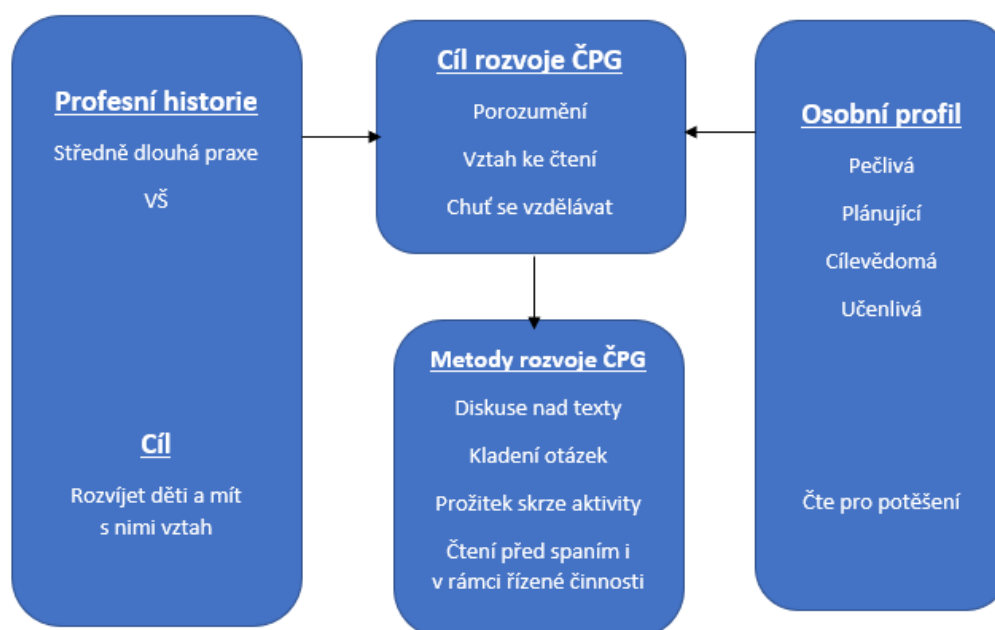 Profesní historie
Středně dlouhá praxe
VŠ
Cíl
Rozvíjet děti a mít
s nimi vztah
Cíl rozvoje ČPG
Porozumění
Vztah ke čtení
Chuť se vzdělávat
Metody rozvoje ČPG
Diskuse nad texty
Kladení otázek
Prožitek skrze aktivity
Čtení před spaním i
v rámci řízené činnosti
Osobní profil
Pečlivá
Plánující
Cílevědomá
Učenlivá
Čte pro potěšení